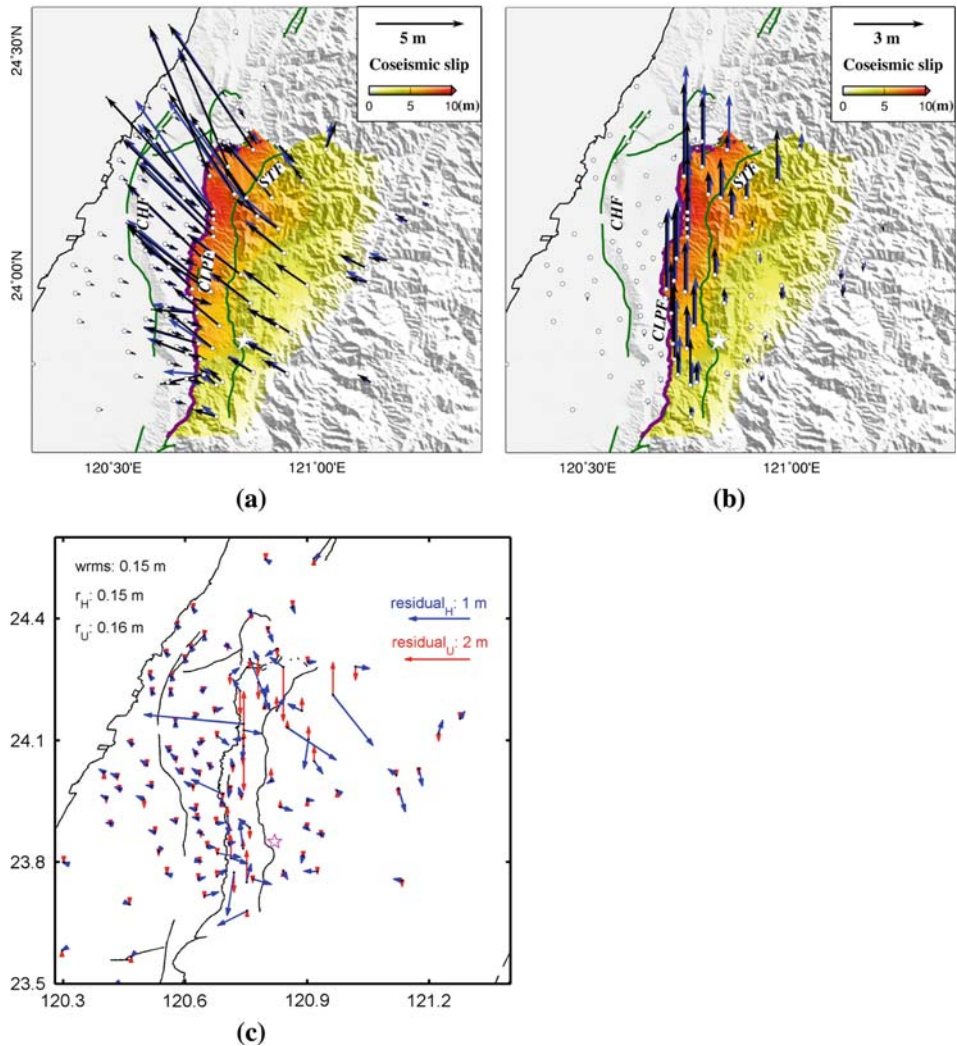 24°30'N
24°00'N
5 m
Coseismic slip
0 5 10(m)
CHF
CLPF
STF
120°30'E 121°00'E
(a)
3 m
Coseismic slip
0 5 10(m)
CHF
CLPF
STF
120°30'E 121°00'E
(b)
wrms: 0.15 m
r_H: 0.15 m
r_U: 0.16 m
residual_H: 1 m
residual_U: 2 m
24.4
24.1
23.8
23.5
120.3 120.6 120.9 121.2
(c)